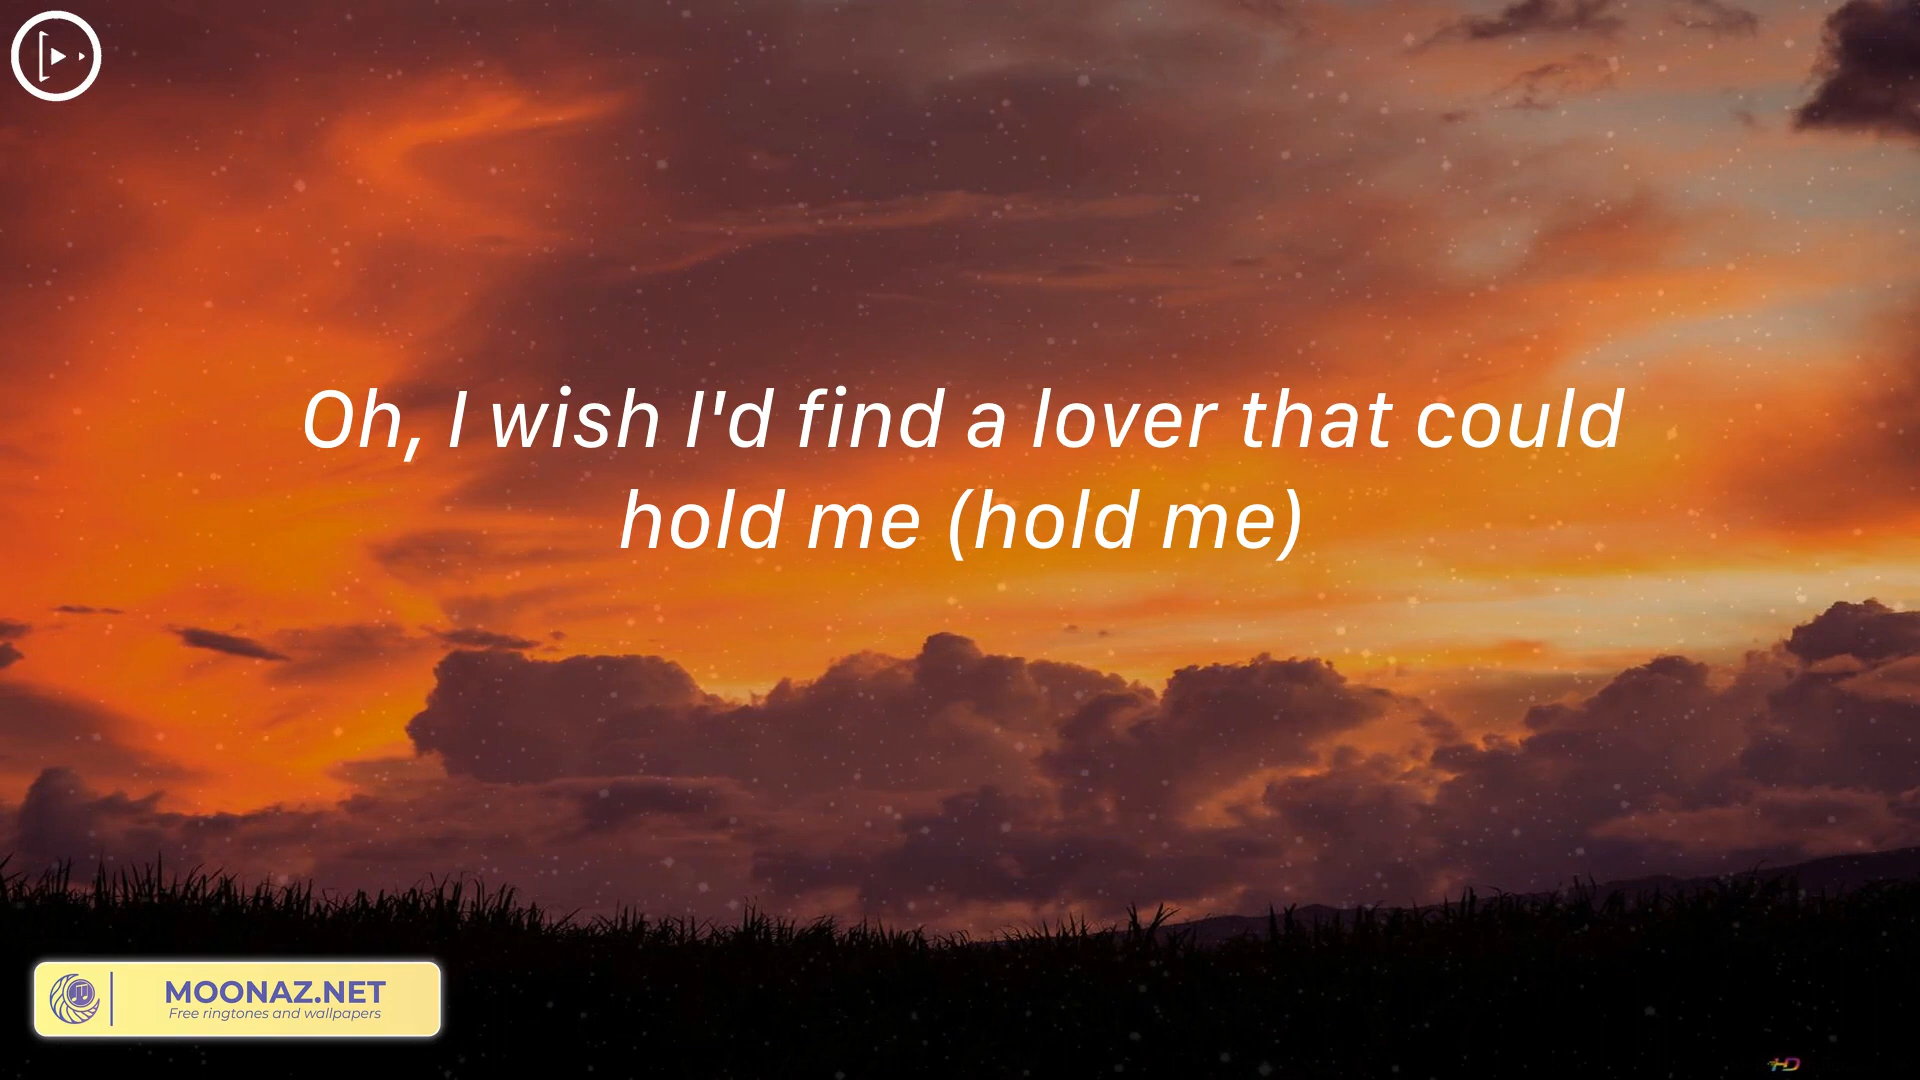 Oh, I wish I'd find a lover that could
hold me (hold me)
MOONAZ.NET
Free ringtones and wallpapers
HD